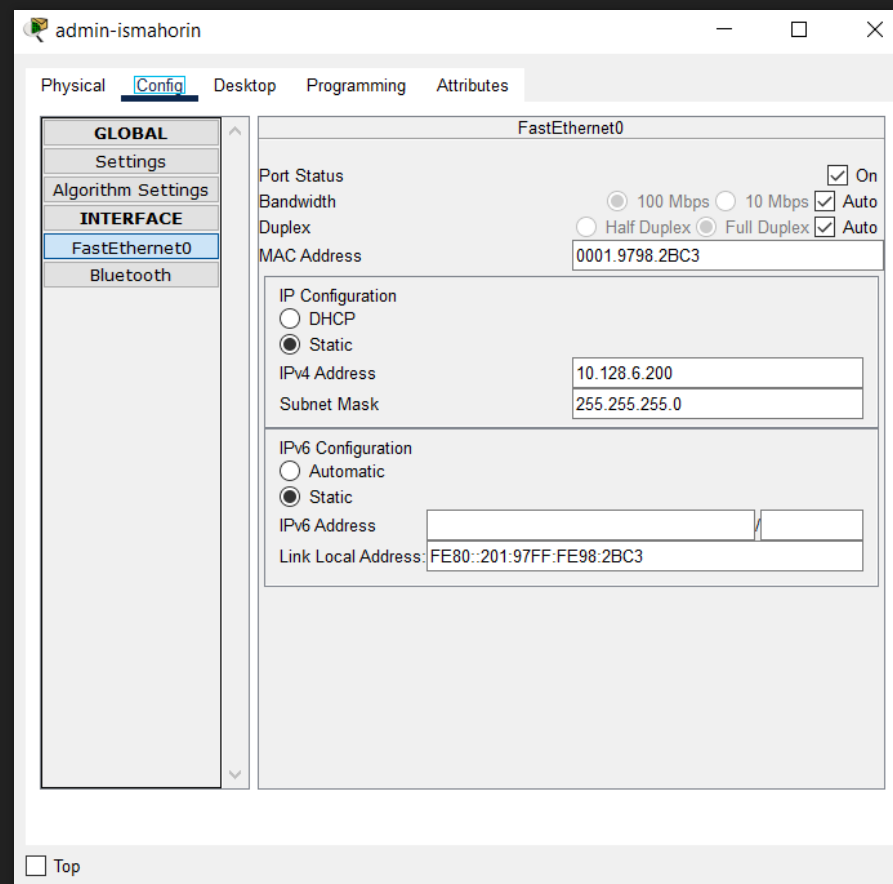 admin-ismahorin
Physical Config Desktop Programming Attributes
GLOBAL
Settings
Algorithm Settings
INTERFACE
FastEthernet0
Bluetooth
FastEthernet0
Port Status On
Bandwidth 100 Mbps 10 Mbps Auto
Duplex Half Duplex Full Duplex Auto
MAC Address 0001.9798.2BC3
IP Configuration
DHCP
Static
IPv4 Address 10.128.6.200
Subnet Mask 255.255.255.0
IPv6 Configuration
Automatic
Static
IPv6 Address /
Link Local Address: FE80::201:97FF:FE98:2BC3
Top